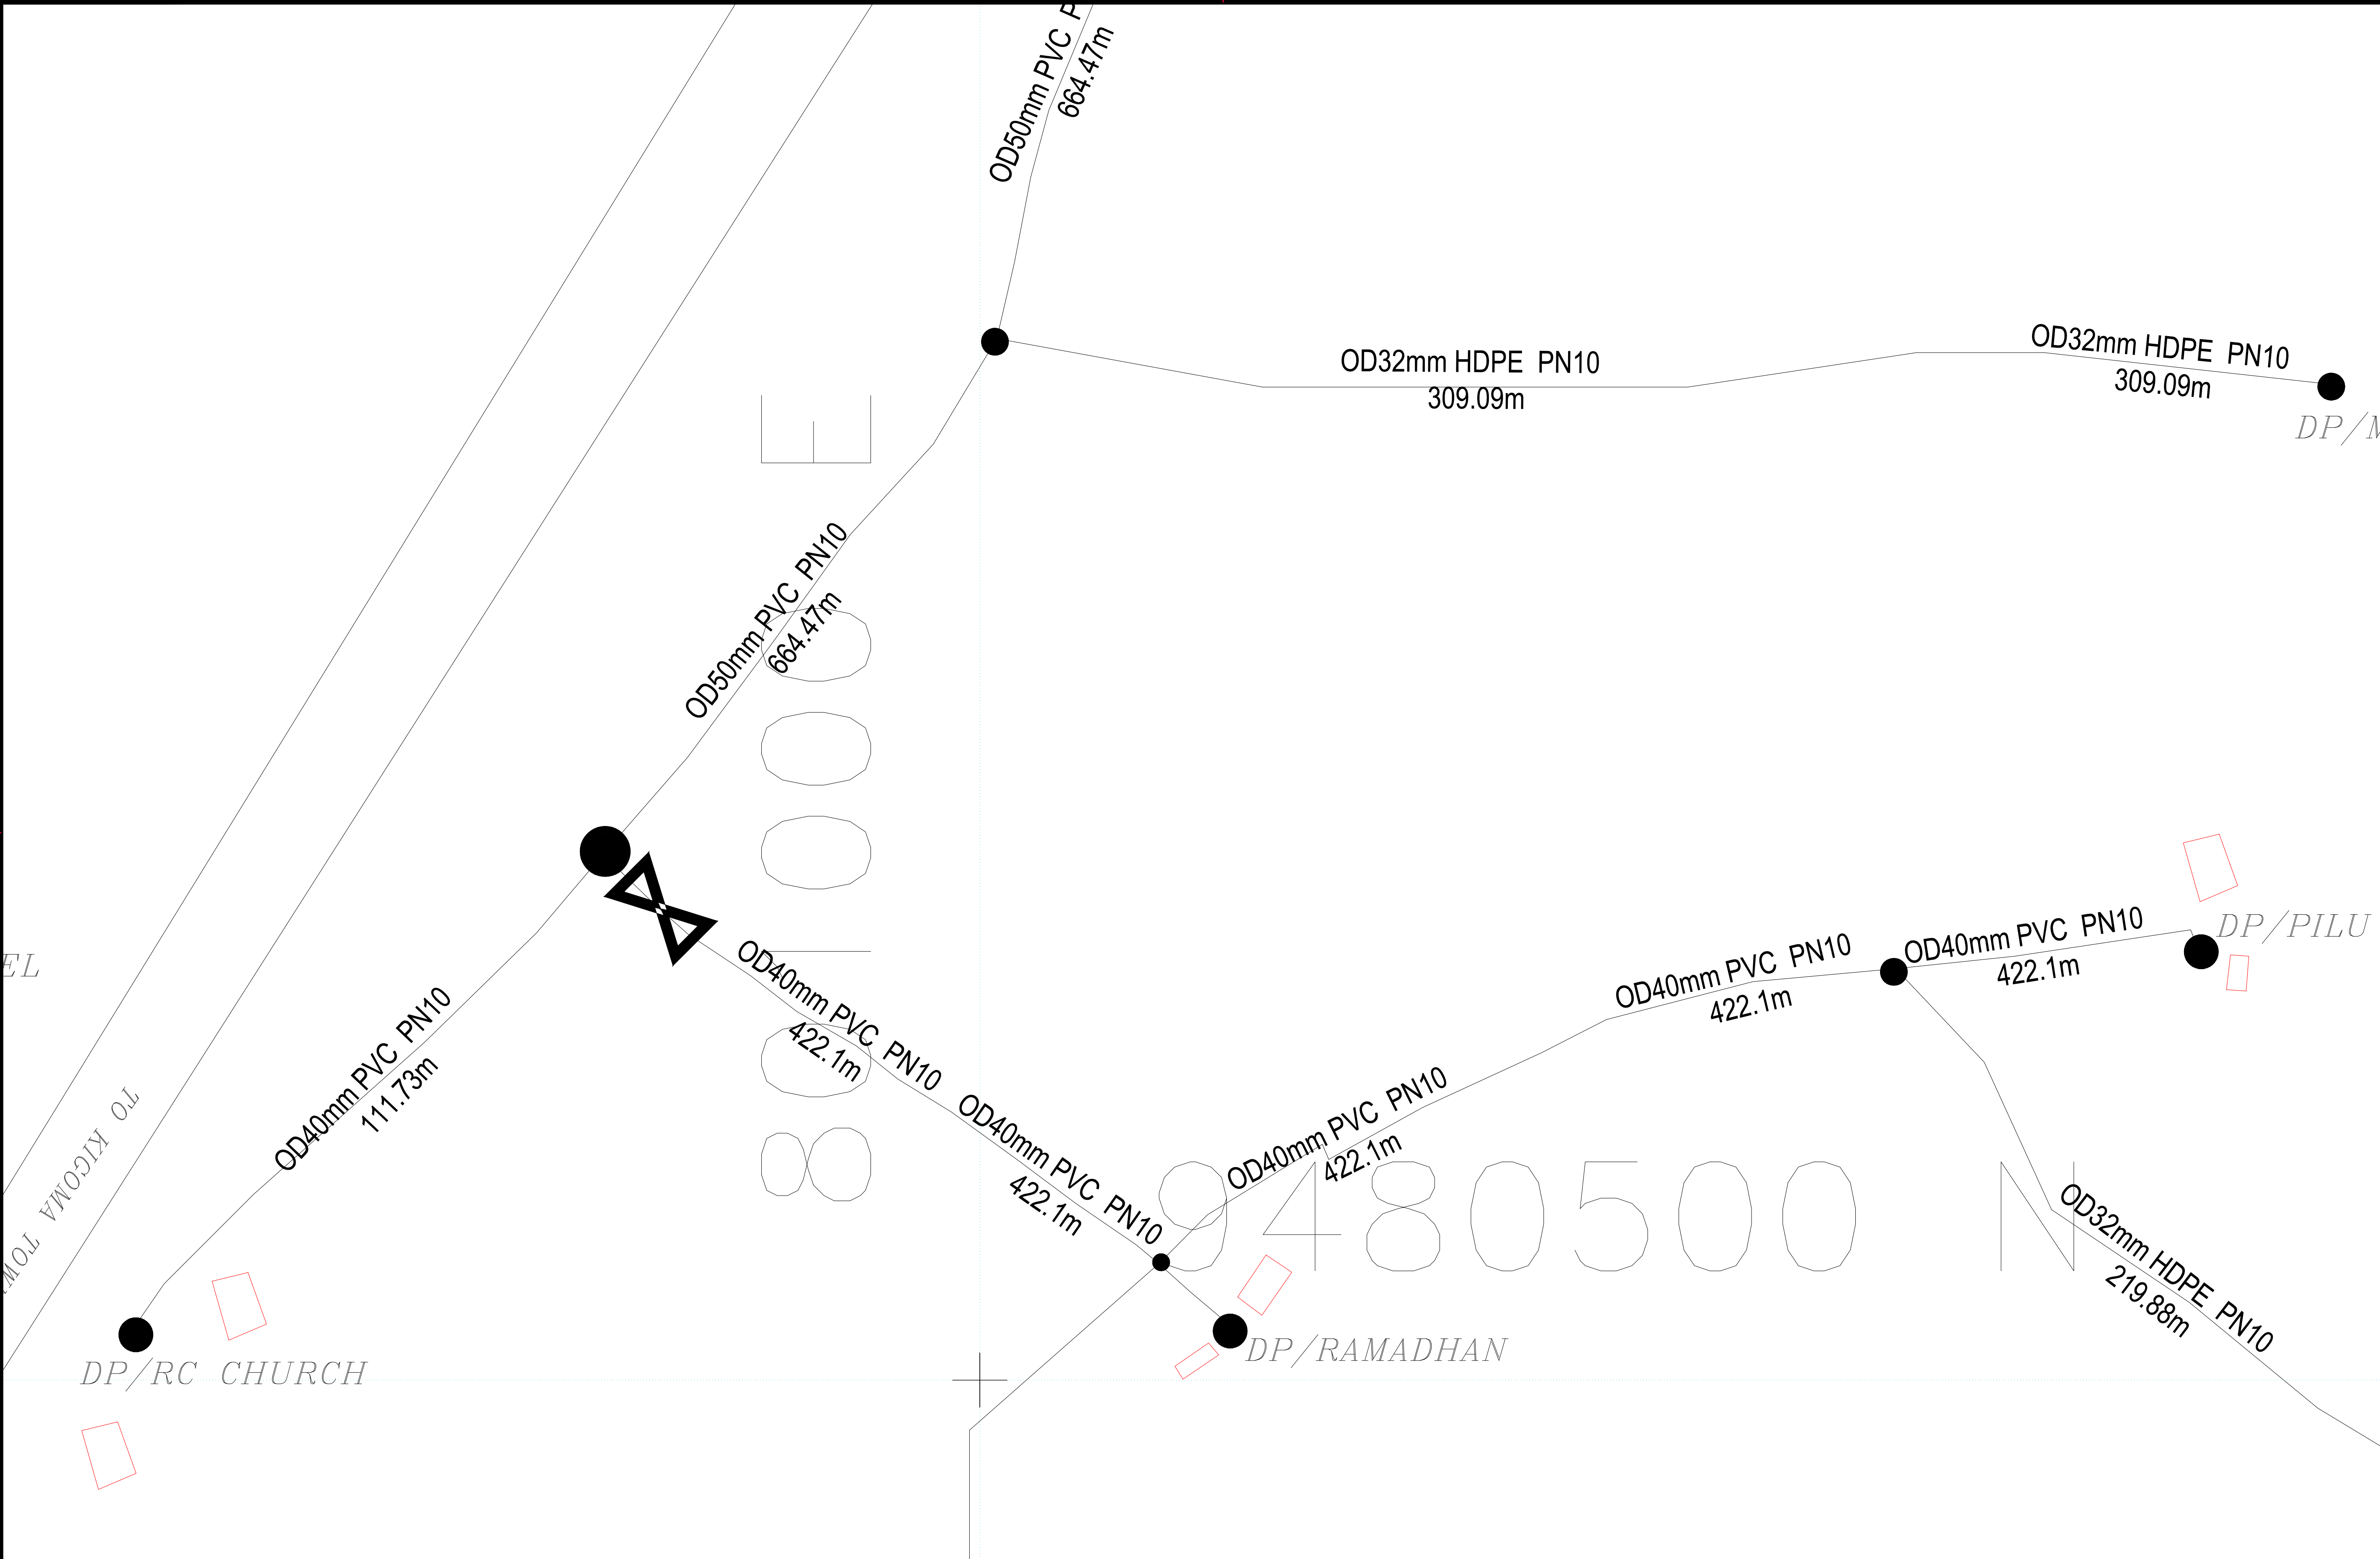 OD50mm PVC P
664.47m
OD32mm HDPE PN10
309.09m
OD32mm HDPE PN10
309.09m
DP/M
OD50mm PVC PN10
664.47m
801000 E
EL
TO KIGOMA TOW
OD40mm PVC PN10
111.73m
DP/RC CHURCH
OD40mm PVC PN10
422.1m
OD40mm PVC PN10
422.1m
OD40mm PVC PN10
422.1m
OD40mm PVC PN10
422.1m
OD40mm PVC PN10
422.1m
DP/PILU
9480500 N
DP/RAMADHAN
OD32mm HDPE PN10
219.88m